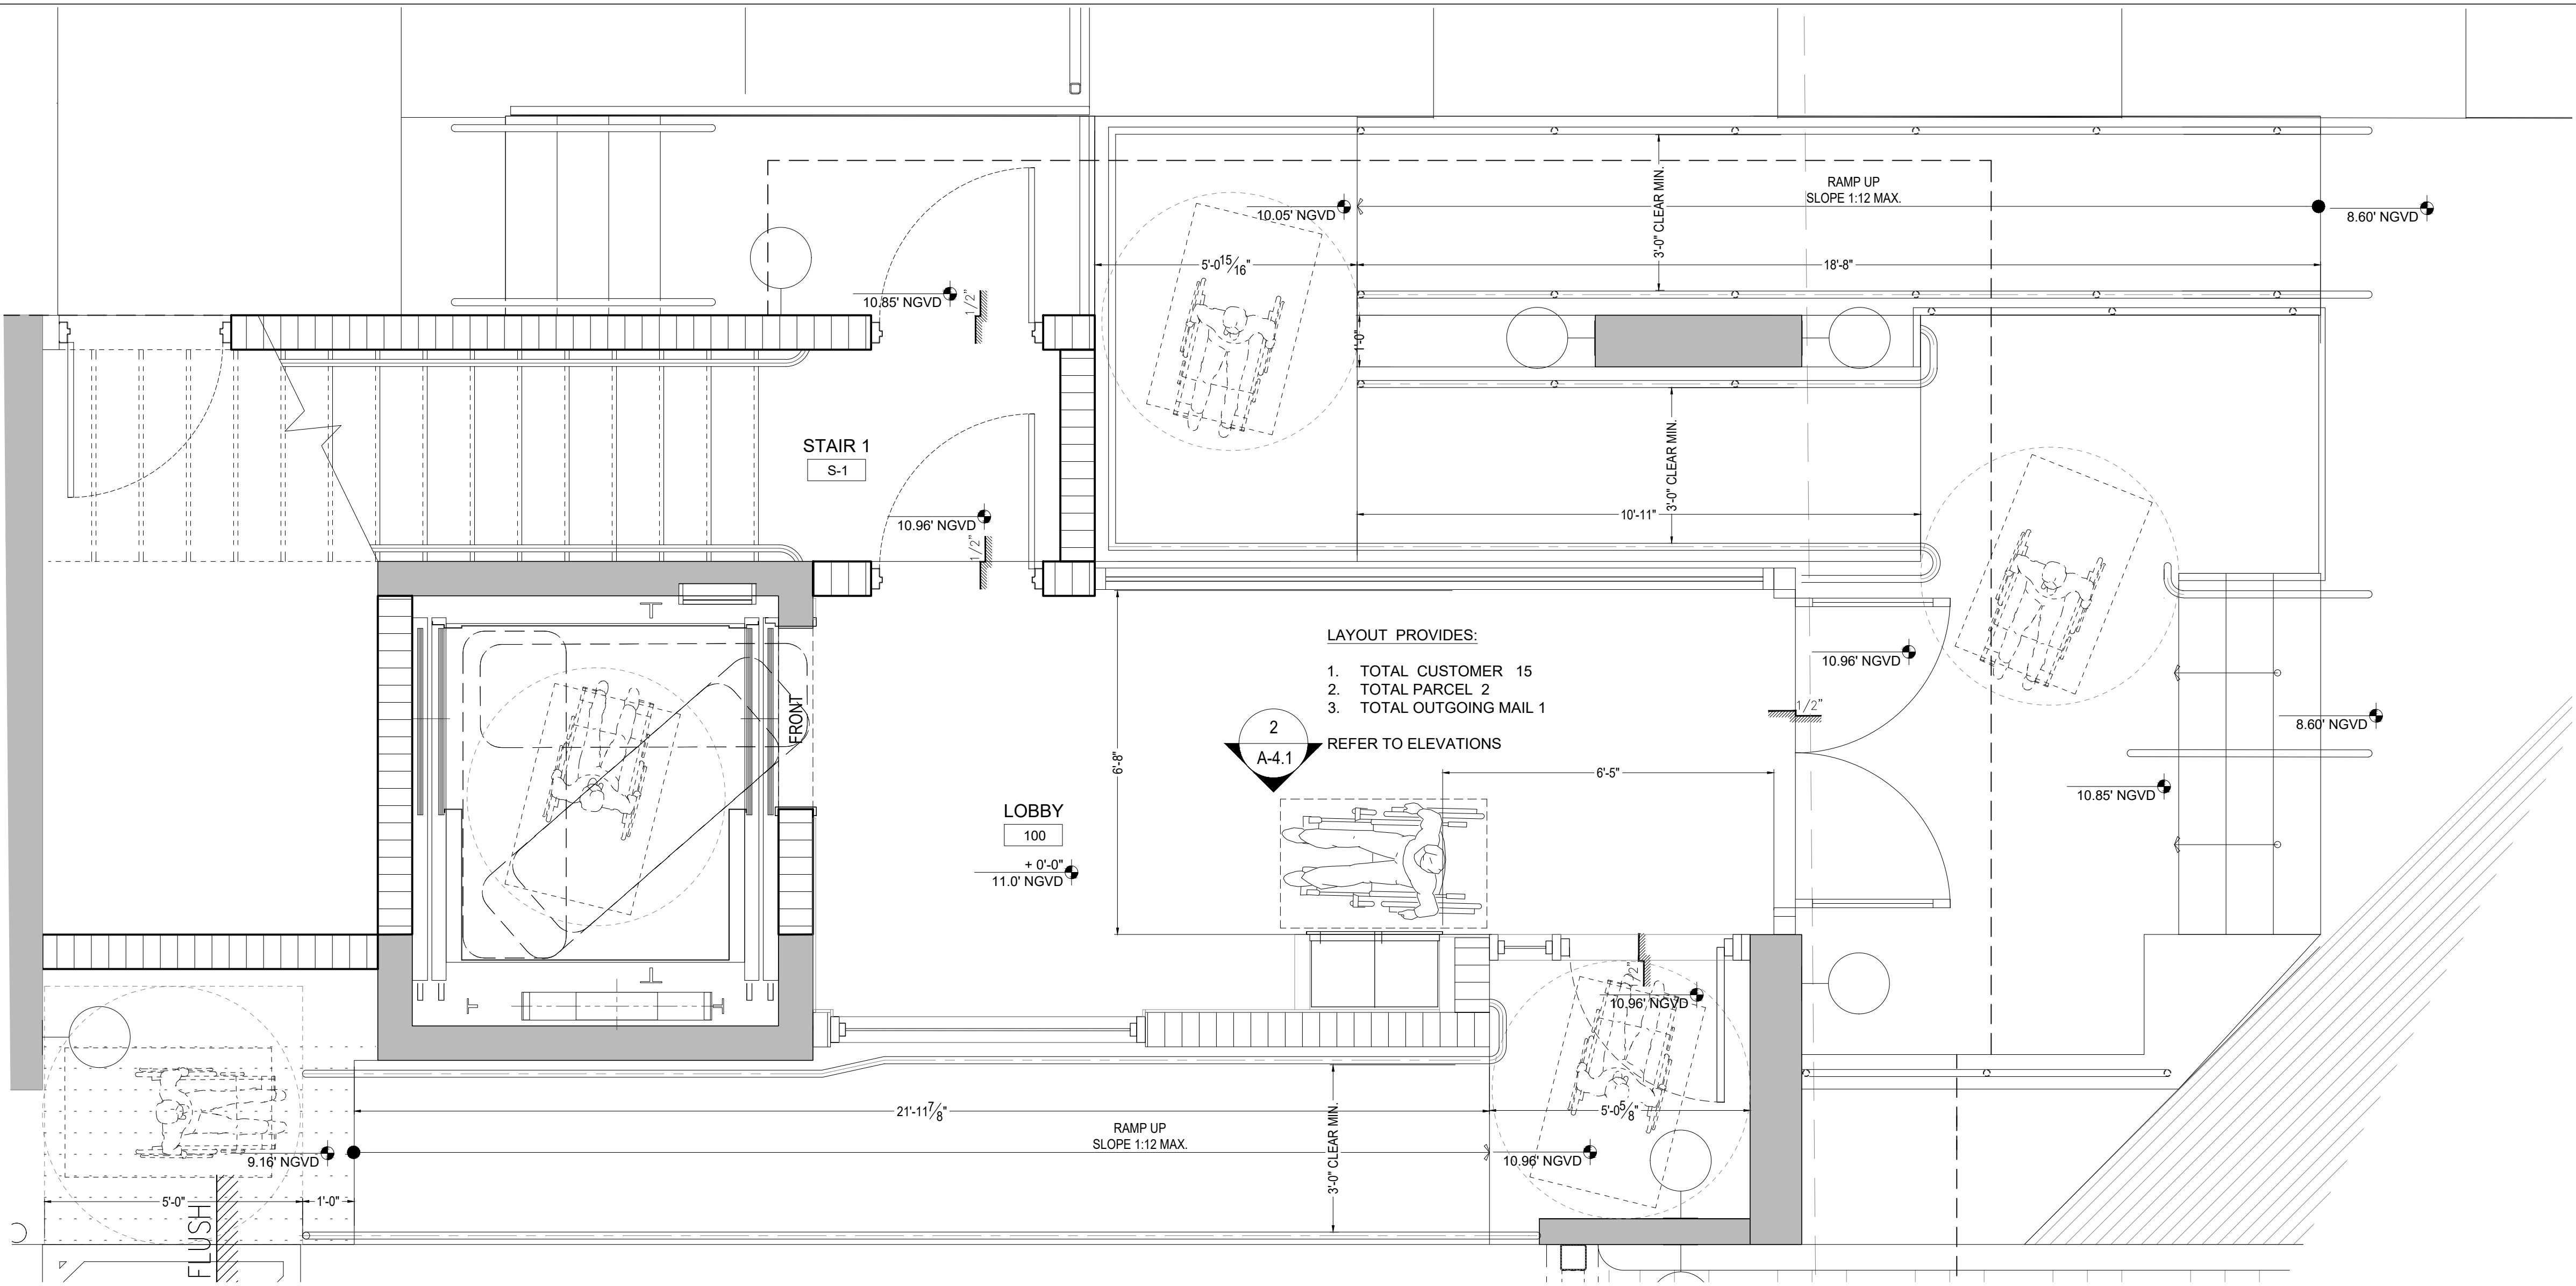 RAMP UP
SLOPE 1:12 MAX.
3'-0" CLEAR MIN.
10.05' NGVD
8.60' NGVD
5'-0 15/16"
18'-8"
10.85' NGVD
1/2"
1'-0"
STAIR 1
S-1
3'-0" CLEAR MIN.
10'-11"
10.96' NGVD
1/2"
LAYOUT PROVIDES:
1. TOTAL CUSTOMER 15
2. TOTAL PARCEL 2
3. TOTAL OUTGOING MAIL 1
REFER TO ELEVATIONS
2
A-4.1
10.96' NGVD
1/2"
FRONT
6'-8"
6'-5"
8.60' NGVD
10.85' NGVD
LOBBY
100
+ 0'-0"
11.0' NGVD
1/2"
10.96' NGVD
21'-11 7/8"
5'-0 5/8"
RAMP UP
SLOPE 1:12 MAX.
3'-0" CLEAR MIN.
9.16' NGVD
10.96' NGVD
5'-0"
1'-0"
FLUSH